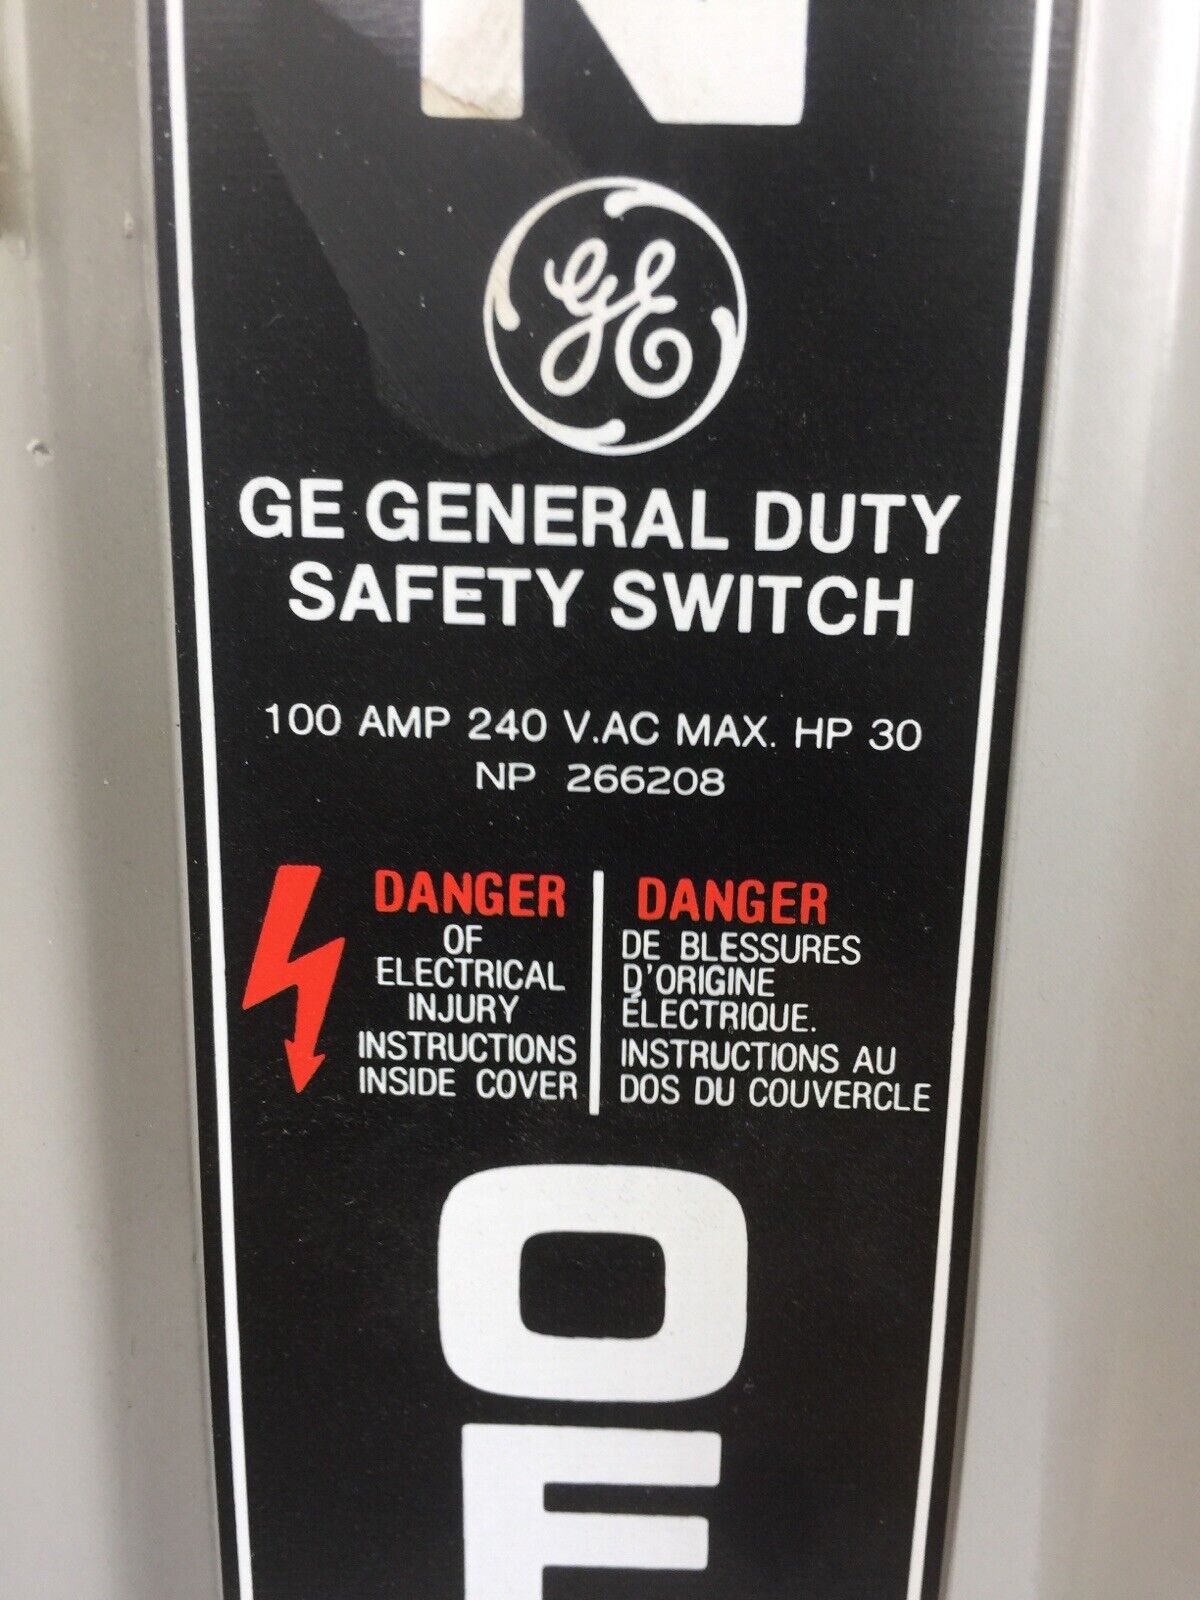 N
GE
GE GENERAL DUTY
SAFETY SWITCH
100 AMP 240 V.AC MAX. HP 30
NP 266208
DANGER
OF
ELECTRICAL
INJURY
INSTRUCTIONS
INSIDE COVER
DANGER
DE BLESSURES
D'ORIGINE
ÉLECTRIQUE.
INSTRUCTIONS AU
DOS DU COUVERCLE
O
F